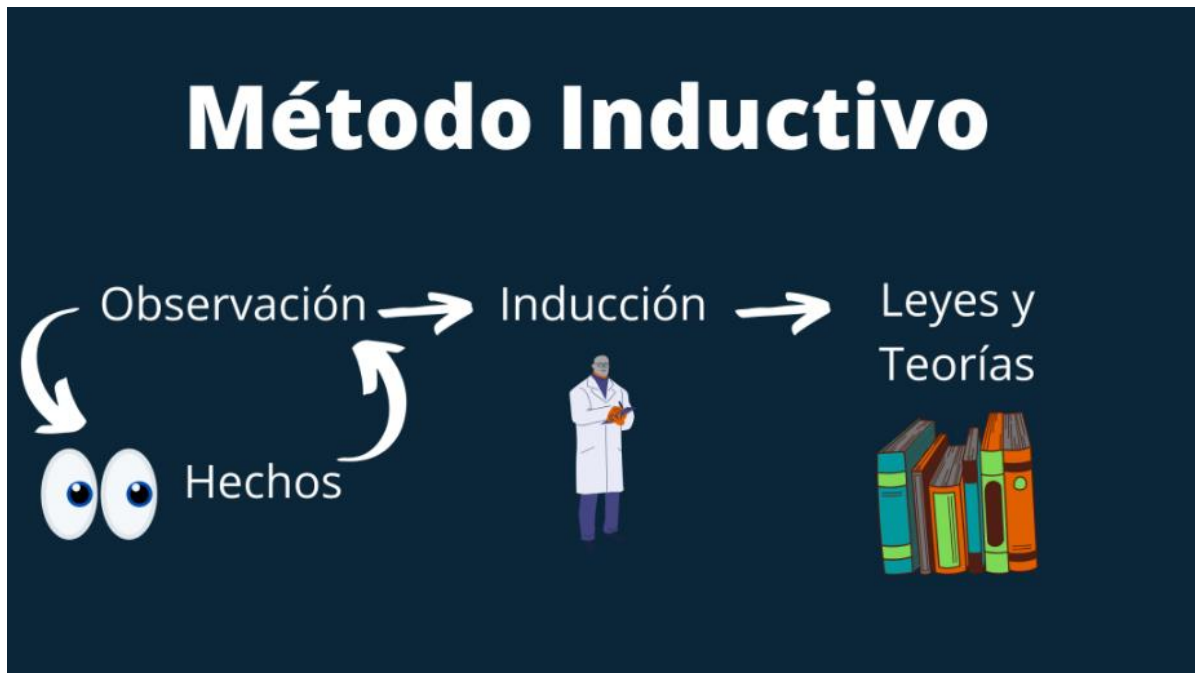 Método Inductivo
Observación
Inducción
Leyes y
Teorías
Hechos